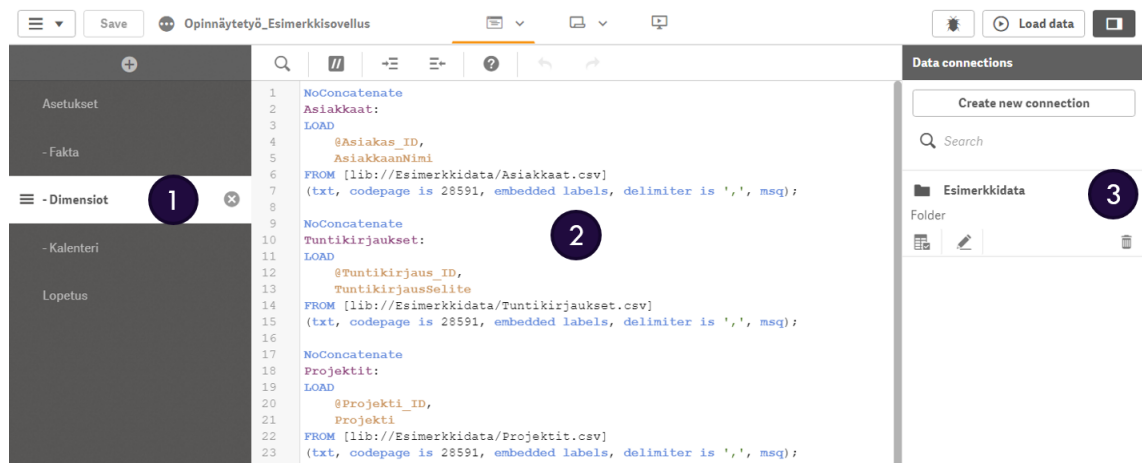 Save
Opinnäytetyö_Esimerkkisovellus
Load data
Asetukset
- Fakta
- Dimensiot
1
- Kalenteri
Lopetus
1 NoConcatenate
2 Asiakkaat:
3 LOAD
4 @Asiakas_ID,
5 AsiakkaanNimi
6 FROM [lib://Esimerkkidata/Asiakkaat.csv]
7 (txt, codepage is 28591, embedded labels, delimiter is ',', msq);
8
9 NoConcatenate
10 Tuntikirjaukset:
11 LOAD
12 @Tuntikirjaus_ID,
13 TuntikirjausSelite
14 FROM [lib://Esimerkkidata/Tuntikirjaukset.csv]
15 (txt, codepage is 28591, embedded labels, delimiter is ',', msq);
16
17 NoConcatenate
18 Projektit:
19 LOAD
20 @Projekti_ID,
21 Projekti
22 FROM [lib://Esimerkkidata/Projektit.csv]
23 (txt, codepage is 28591, embedded labels, delimiter is ',', msq);
2
Data connections
Create new connection
Search
Esimerkkidata
Folder
3